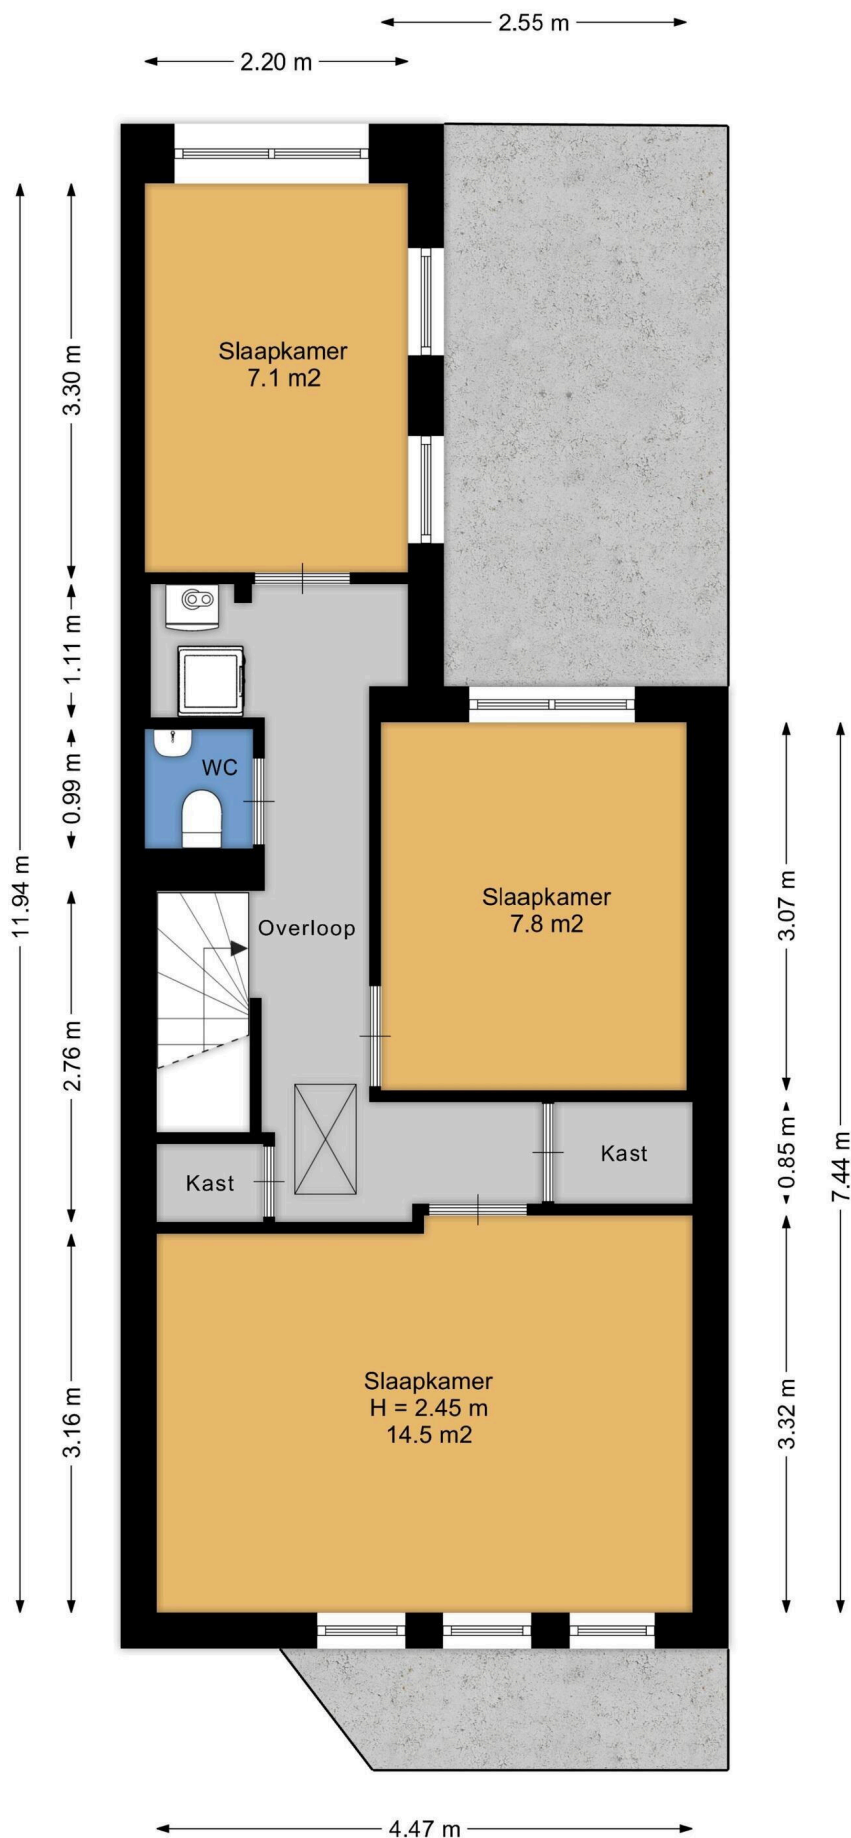 2.55 m
2.20 m
3.30 m
Slaapkamer
7.1 m2
1.11 m
0.99 m
WC
11.94 m
Slaapkamer
7.8 m2
3.07 m
Overloop
2.76 m
Kast
Kast
0.85 m
7.44 m
Slaapkamer
H = 2.45 m
14.5 m2
3.16 m
3.32 m
4.47 m